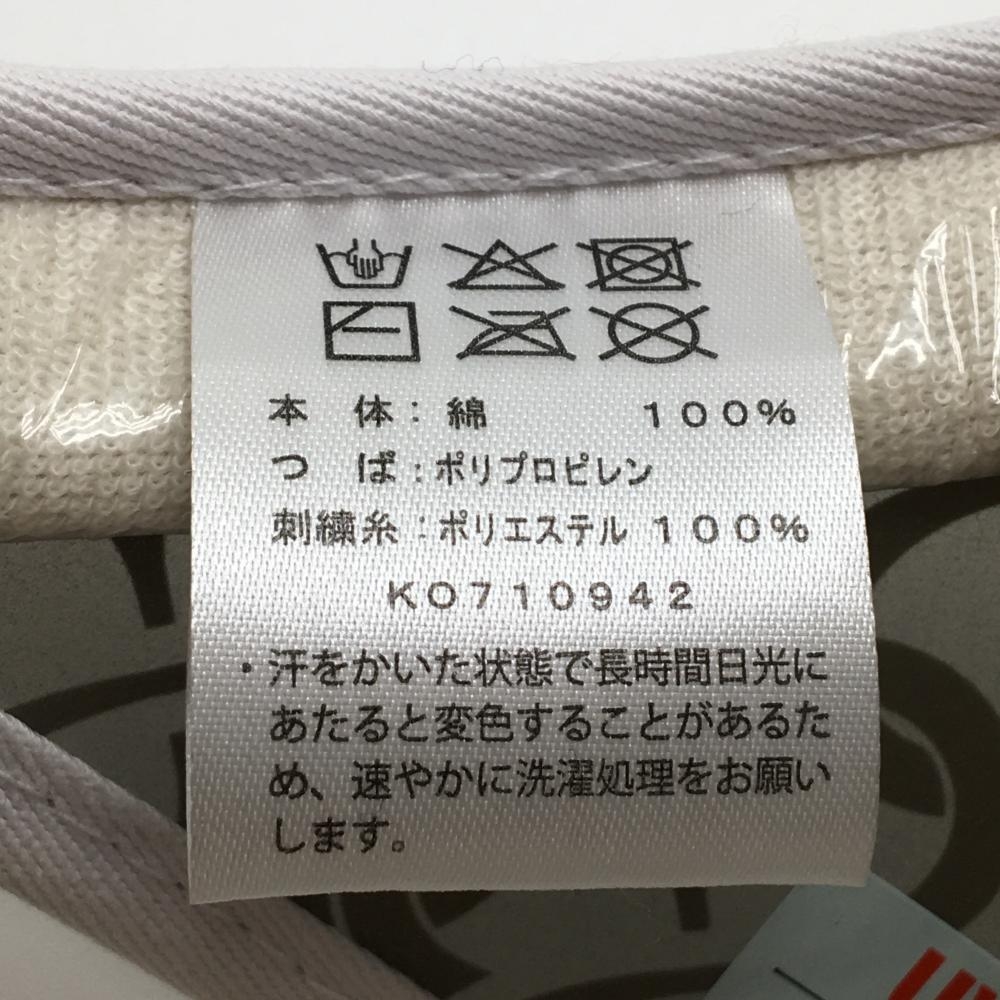 本　体：綿　　　　100％
つ　ば：ポリプロピレン
刺繍糸：ポリエステル 100％
KO710942
・汗をかいた状態で長時間日光に
あたると変色することがあるた
め、速やかに洗濯処理をお願い
します。